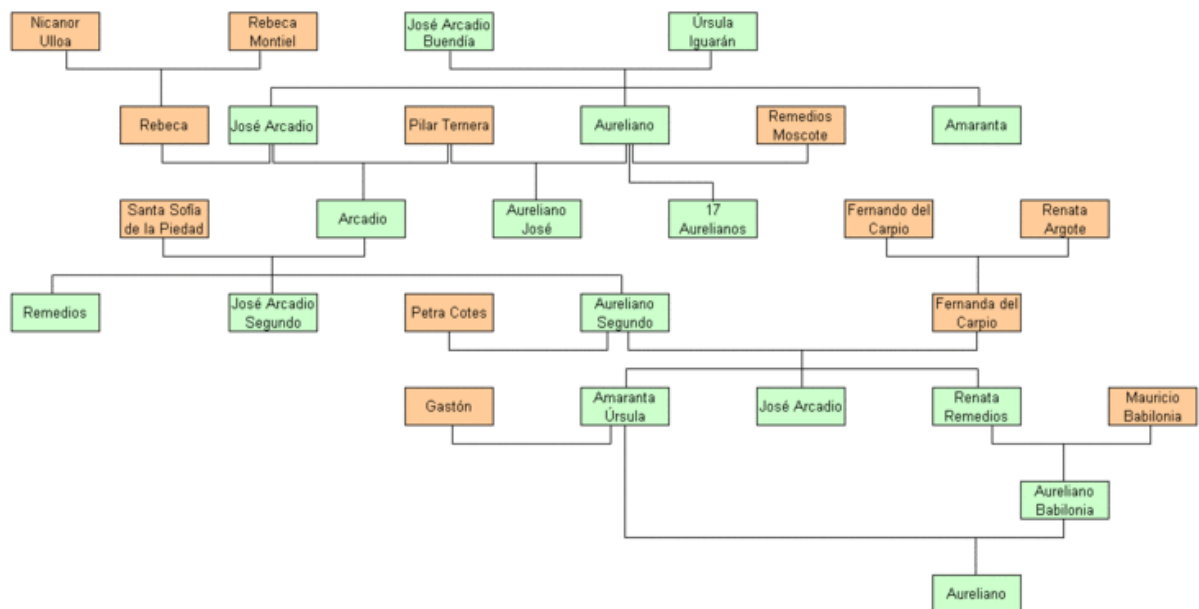 Nicanor
Ulloa
Rebeca
Montiel
José Arcadio
Buendía
Úrsula
Iguarán
Rebeca
José Arcadio
Pilar Ternera
Aureliano
Remedios
Moscote
Amaranta
Santa Sofía
de la Piedad
Arcadio
Aureliano
José
17
Aurelianos
Fernando del
Carpio
Renata
Argote
Remedios
José Arcadio
Segundo
Petra Cotes
Aureliano
Segundo
Fernanda del
Carpio
Gastón
Amaranta
Úrsula
José Arcadio
Renata
Remedios
Mauricio
Babilonia
Aureliano
Babilonia
Aureliano